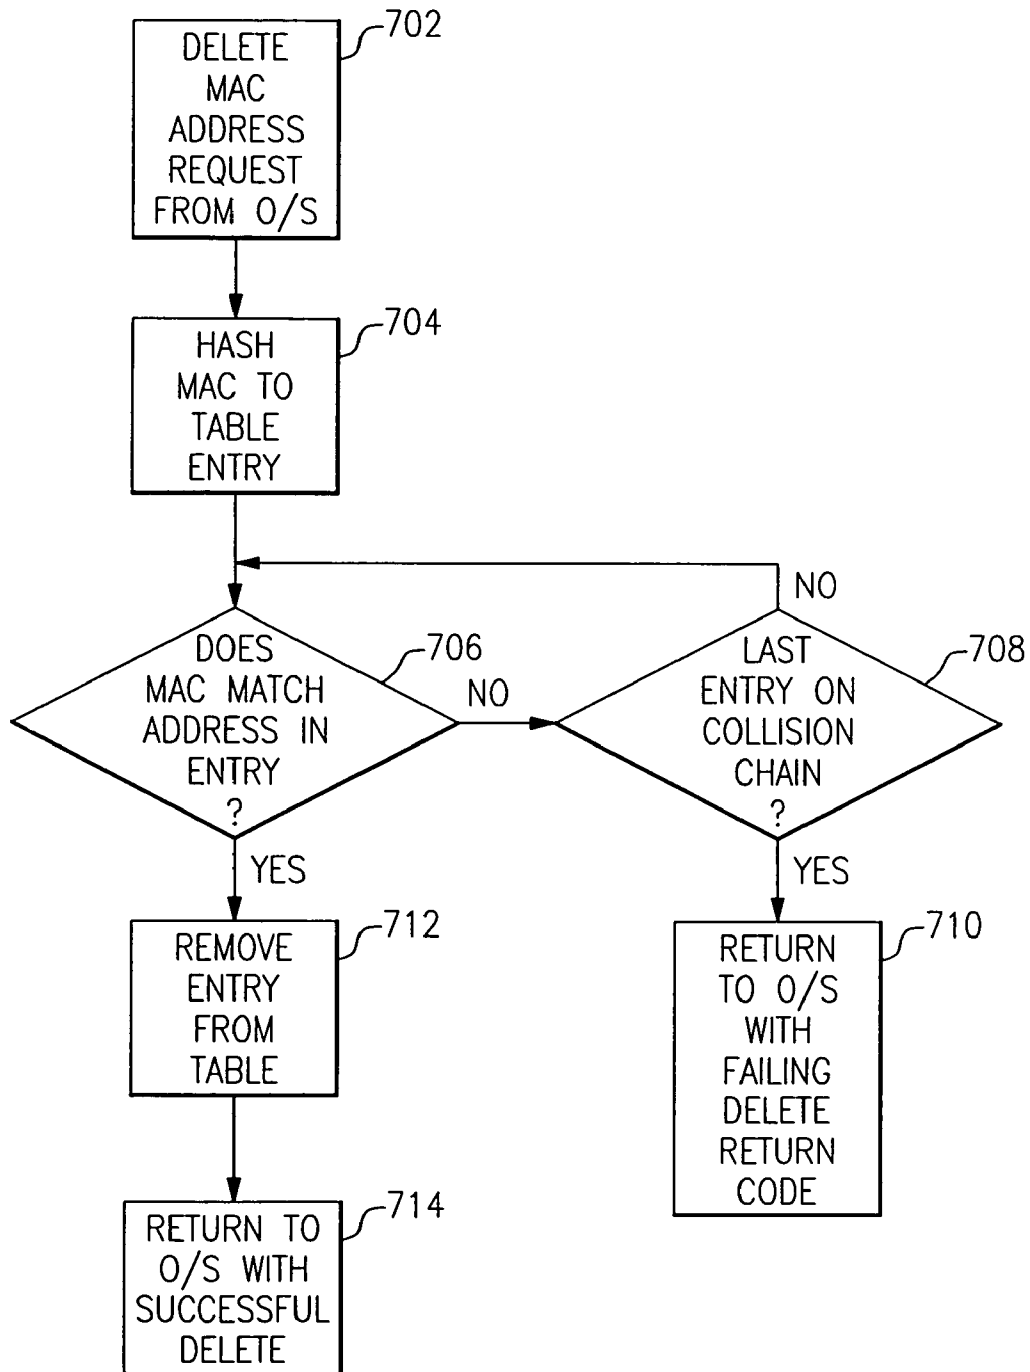 702
DELETE
MAC
ADDRESS
REQUEST
FROM O/S
704
HASH
MAC TO
TABLE
ENTRY
NO
706
DOES
MAC MATCH
ADDRESS IN
ENTRY
?
NO
708
LAST
ENTRY ON
COLLISION
CHAIN
?
YES
YES
712
REMOVE
ENTRY
FROM
TABLE
710
RETURN
TO O/S
WITH
FAILING
DELETE
RETURN
CODE
714
RETURN TO
O/S WITH
SUCCESSFUL
DELETE